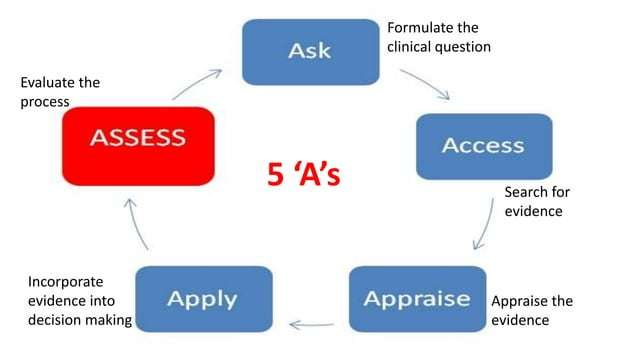 Ask
Formulate the
clinical question
Access
Search for
evidence
Appraise
Appraise the
evidence
Apply
Incorporate
evidence into
decision making
ASSESS
Evaluate the
process
5 ‘A’s